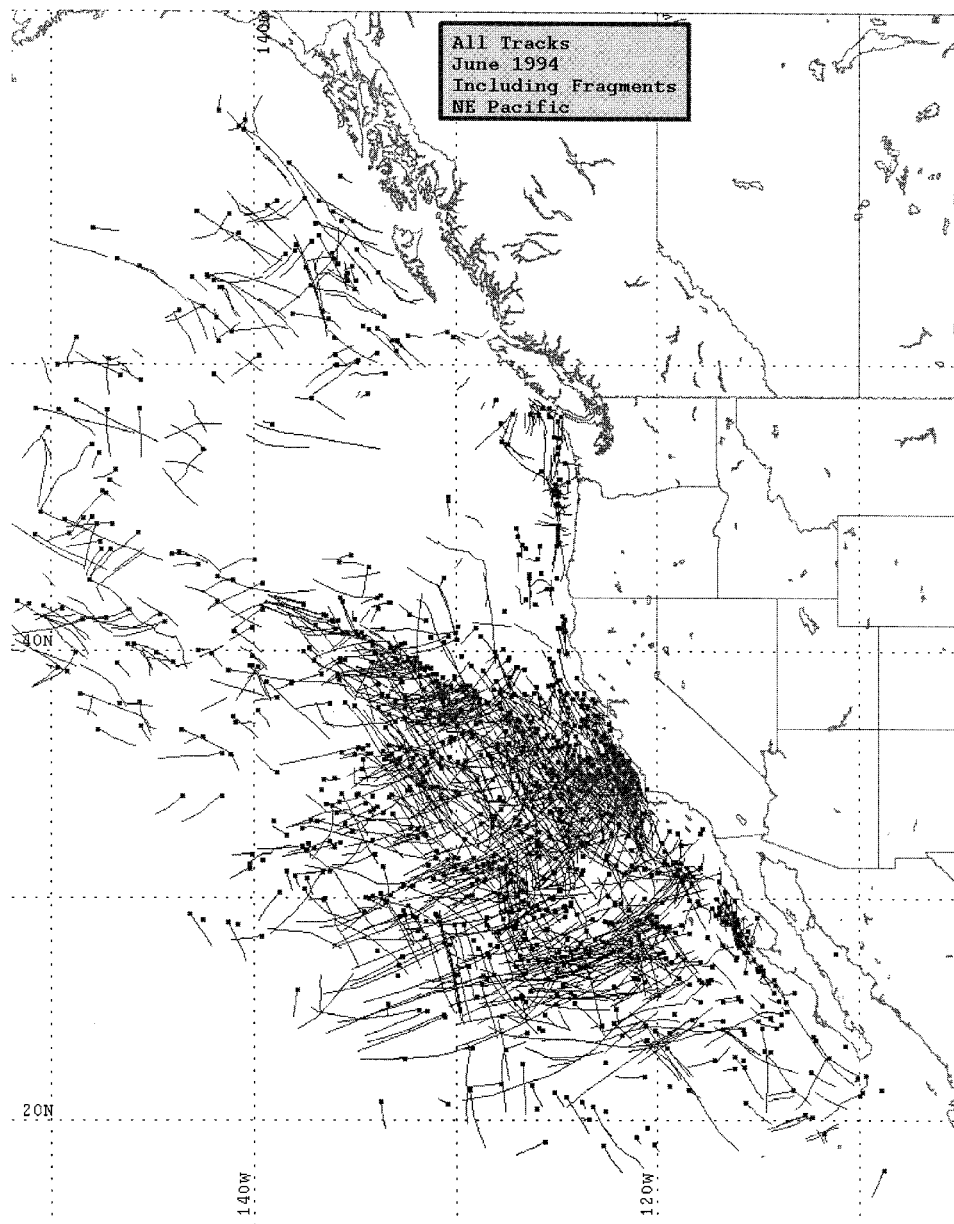 140W
All Tracks
June 1994
Including Fragments
NE Pacific
40N
20N
140W
120W